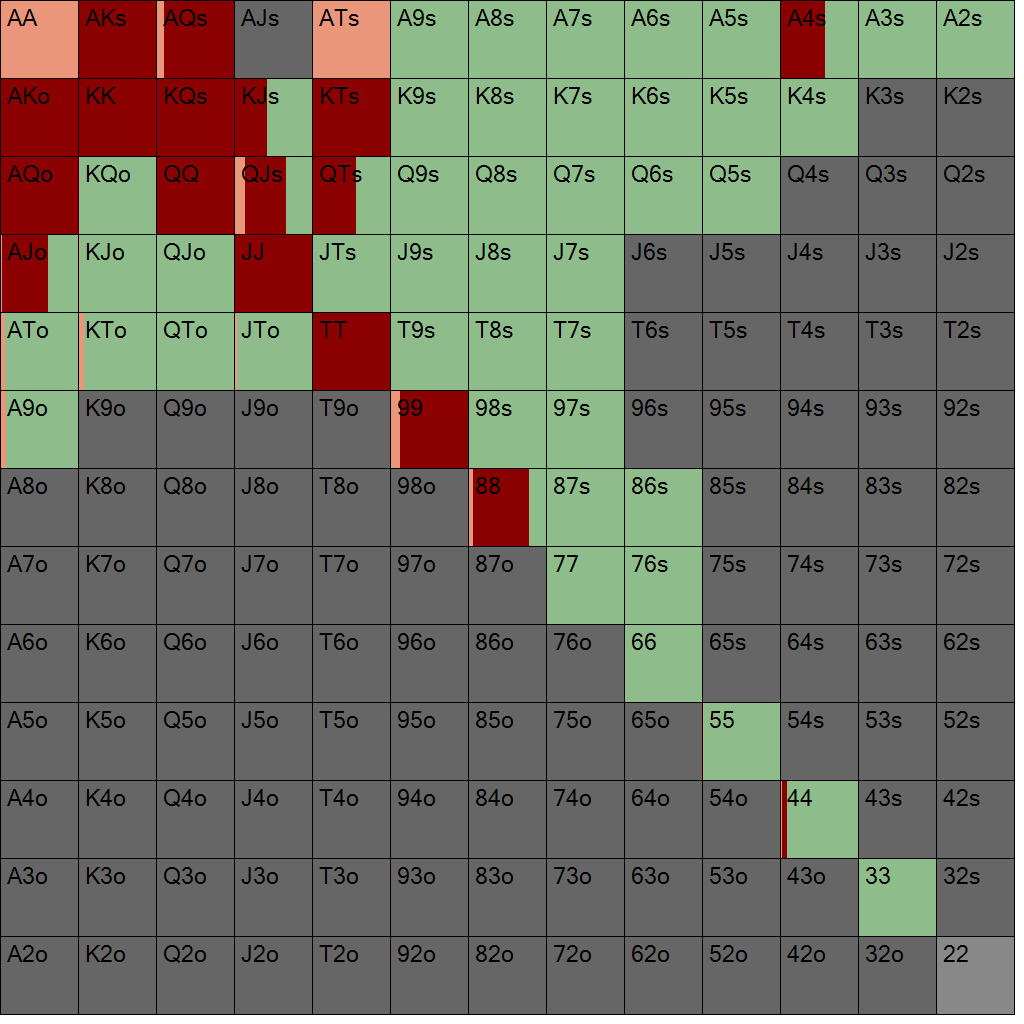 AA AKs AQs AJs ATs A9s A8s A7s A6s A5s A4s A3s A2s
AKo KK KQs KJs KTs K9s K8s K7s K6s K5s K4s K3s K2s
AQo KQo QQ QJs QTs Q9s Q8s Q7s Q6s Q5s Q4s Q3s Q2s
AJo KJo QJo JJ JTs J9s J8s J7s J6s J5s J4s J3s J2s
ATo KTo QTo JTo TT T9s T8s T7s T6s T5s T4s T3s T2s
A9o K9o Q9o J9o T9o 99 98s 97s 96s 95s 94s 93s 92s
A8o K8o Q8o J8o T8o 98o 88 87s 86s 85s 84s 83s 82s
A7o K7o Q7o J7o T7o 97o 87o 77 76s 75s 74s 73s 72s
A6o K6o Q6o J6o T6o 96o 86o 76o 66 65s 64s 63s 62s
A5o K5o Q5o J5o T5o 95o 85o 75o 65o 55 54s 53s 52s
A4o K4o Q4o J4o T4o 94o 84o 74o 64o 54o 44 43s 42s
A3o K3o Q3o J3o T3o 93o 83o 73o 63o 53o 43o 33 32s
A2o K2o Q2o J2o T2o 92o 82o 72o 62o 52o 42o 32o 22